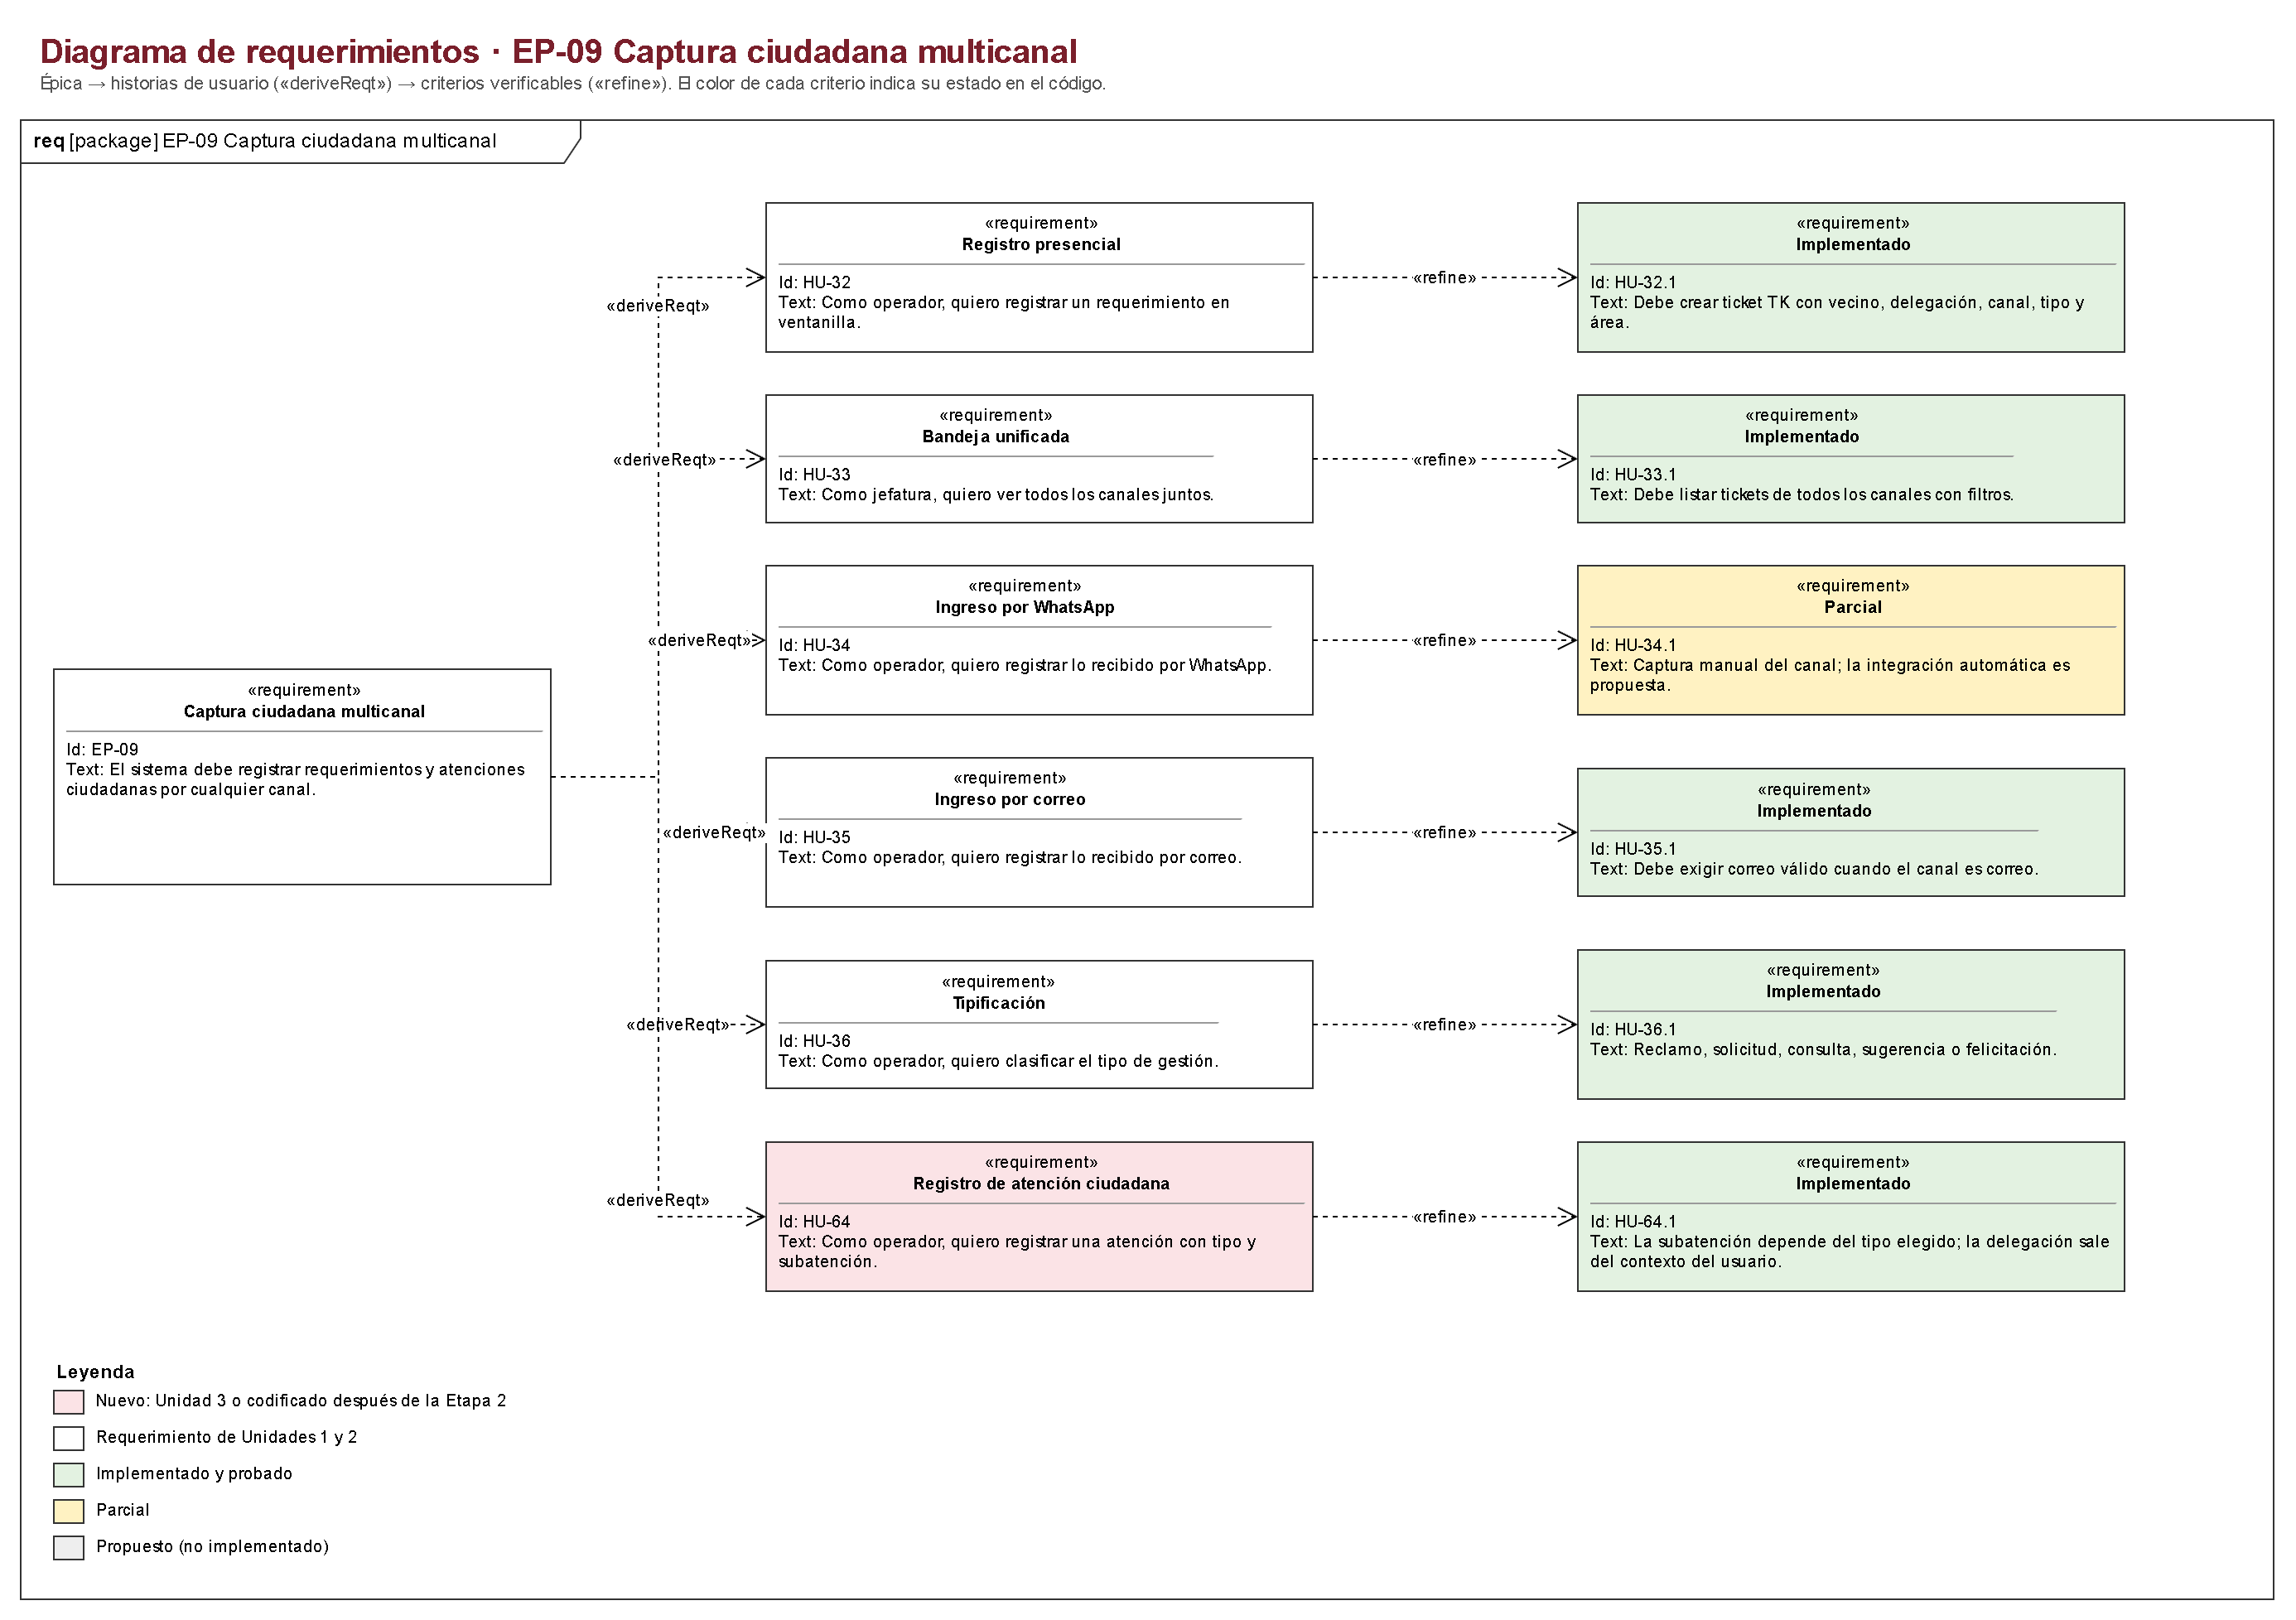 Diagrama de requerimientos · EP-09 Captura ciudadana multicanal
Épica → historias de usuario («deriveReqt») → criterios verificables («refine»). El color de cada criterio indica su estado en el código.
req [package] EP-09 Captura ciudadana multicanal
«requirement»
Captura ciudadana multicanal
Id: EP-09
Text: El sistema debe registrar requerimientos y atenciones
ciudadanas por cualquier canal.
«deriveReqt»
«requirement»
Registro presencial
Id: HU-32
Text: Como operador, quiero registrar un requerimiento en
ventanilla.
«refine»
«requirement»
Implementado
Id: HU-32.1
Text: Debe crear ticket TK con vecino, delegación, canal, tipo y
área.
«deriveReqt»
«requirement»
Bandeja unificada
Id: HU-33
Text: Como jefatura, quiero ver todos los canales juntos.
«refine»
«requirement»
Implementado
Id: HU-33.1
Text: Debe listar tickets de todos los canales con filtros.
«deriveReqt»
«requirement»
Ingreso por WhatsApp
Id: HU-34
Text: Como operador, quiero registrar lo recibido por WhatsApp.
«refine»
«requirement»
Parcial
Id: HU-34.1
Text: Captura manual del canal; la integración automática es
propuesta.
«deriveReqt»
«requirement»
Ingreso por correo
Id: HU-35
Text: Como operador, quiero registrar lo recibido por correo.
«refine»
«requirement»
Implementado
Id: HU-35.1
Text: Debe exigir correo válido cuando el canal es correo.
«deriveReqt»
«requirement»
Tipificación
Id: HU-36
Text: Como operador, quiero clasificar el tipo de gestión.
«refine»
«requirement»
Implementado
Id: HU-36.1
Text: Reclamo, solicitud, consulta, sugerencia o felicitación.
«deriveReqt»
«requirement»
Registro de atención ciudadana
Id: HU-64
Text: Como operador, quiero registrar una atención con tipo y
subatención.
«refine»
«requirement»
Implementado
Id: HU-64.1
Text: La subatención depende del tipo elegido; la delegación sale
del contexto del usuario.
Leyenda
Nuevo: Unidad 3 o codificado después de la Etapa 2
Requerimiento de Unidades 1 y 2
Implementado y probado
Parcial
Propuesto (no implementado)